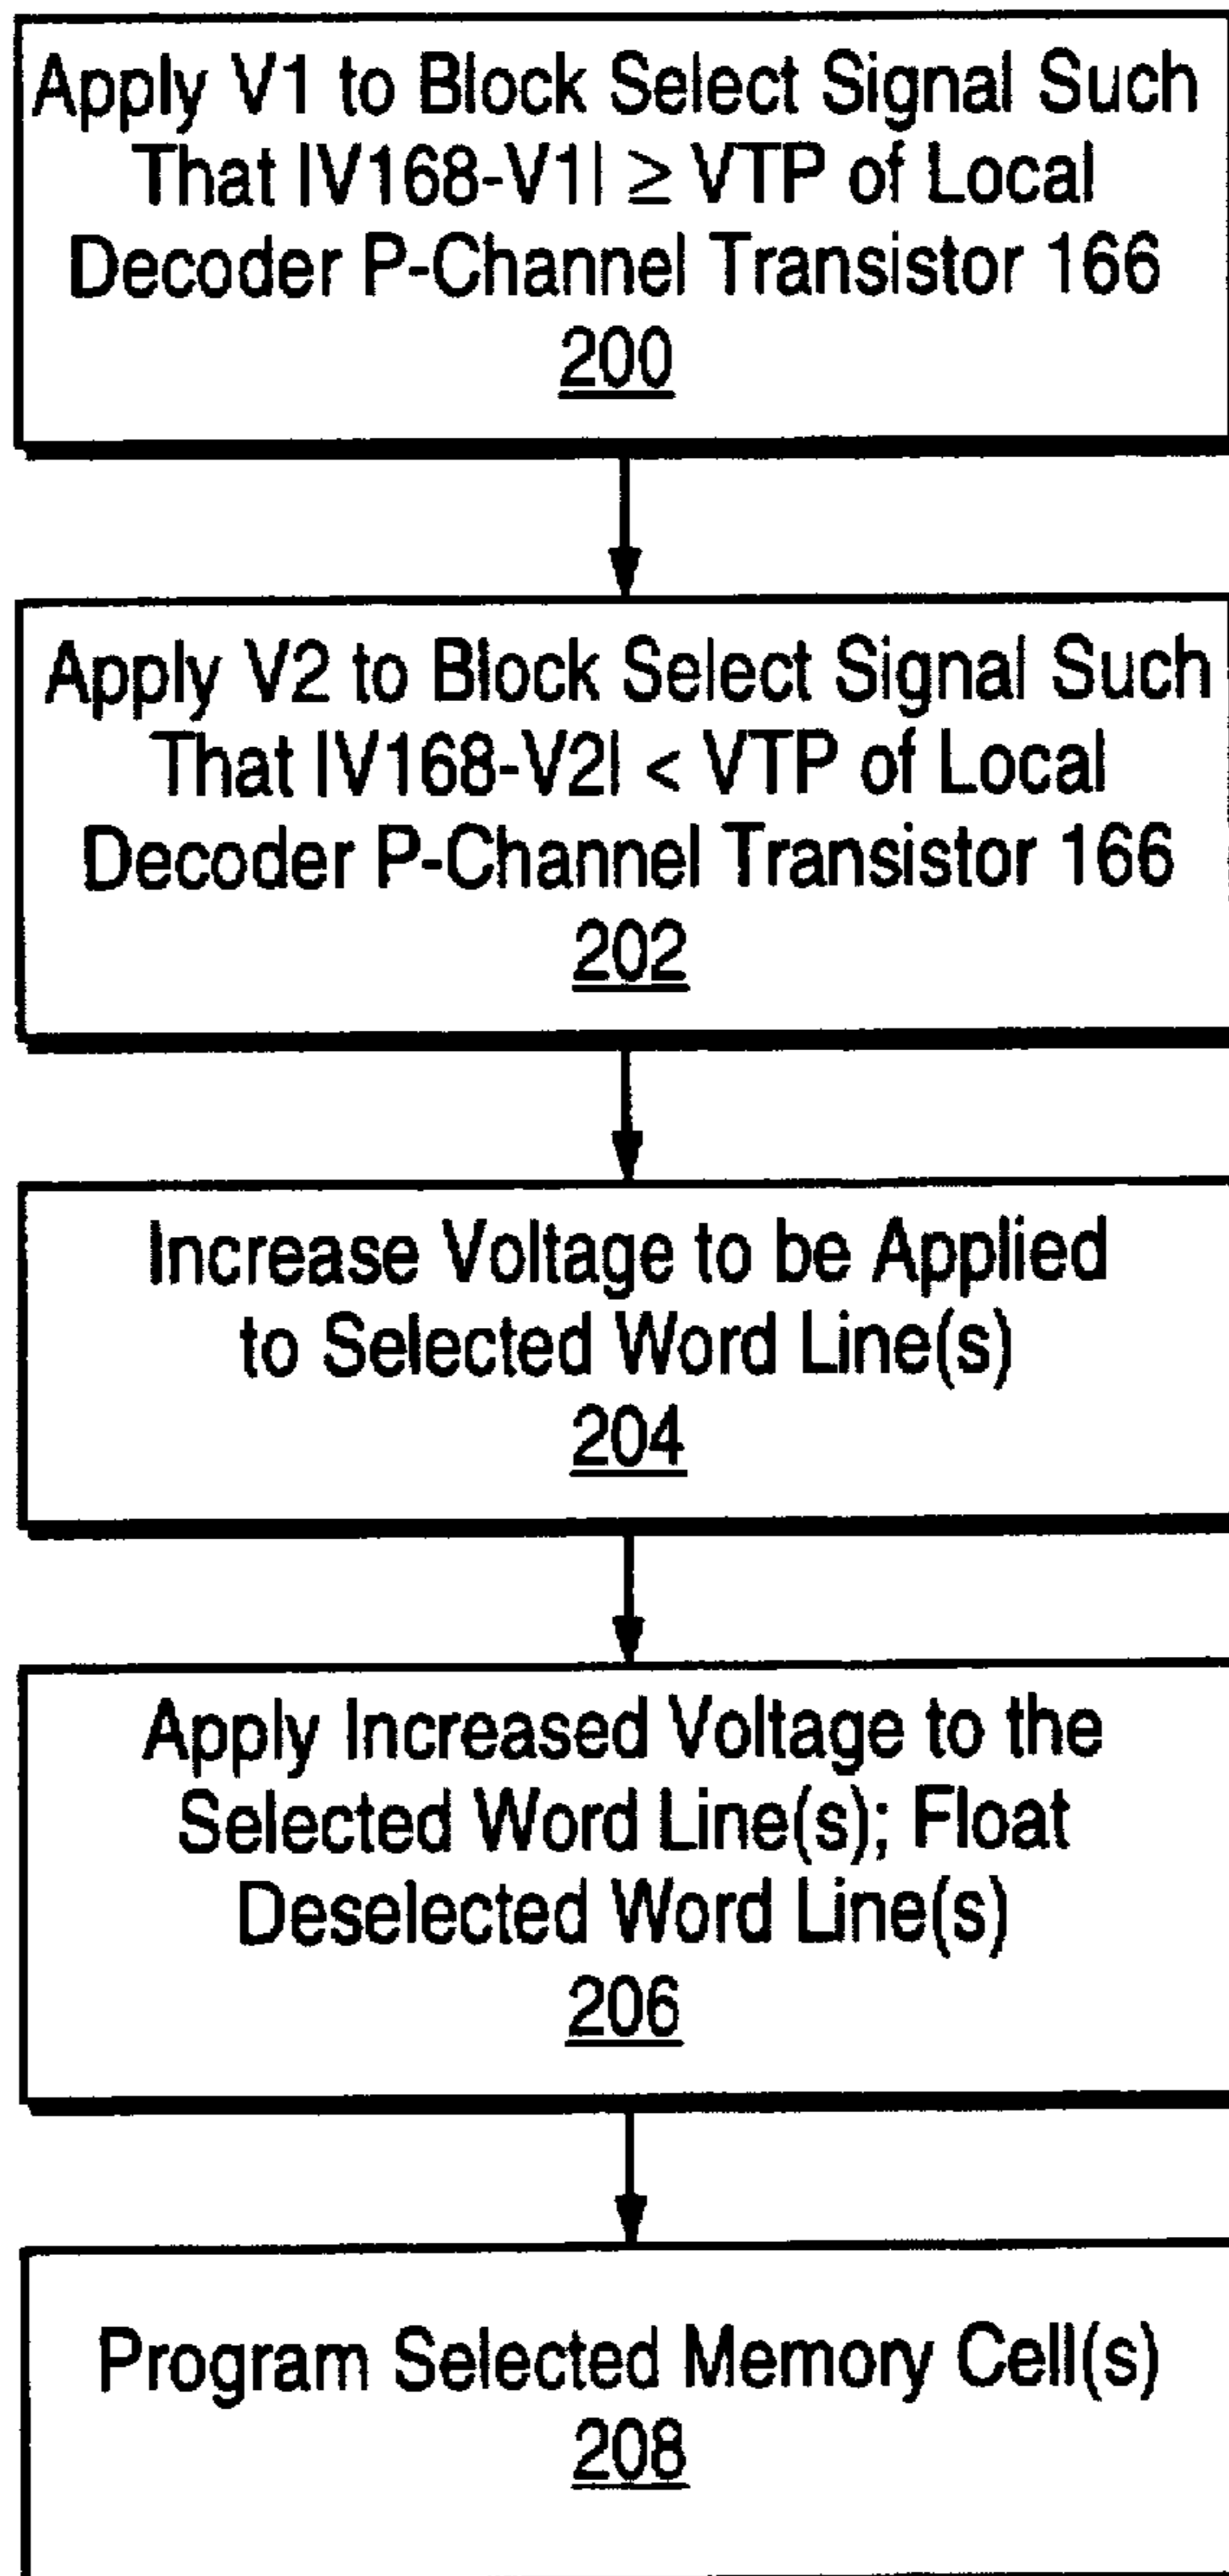 Apply V1 to Block Select Signal Such
That |V168-V1| ≥ VTP of Local
Decoder P-Channel Transistor 166
200
Apply V2 to Block Select Signal Such
That |V168-V2| < VTP of Local
Decoder P-Channel Transistor 166
202
Increase Voltage to be Applied
to Selected Word Line(s)
204
Apply Increased Voltage to the
Selected Word Line(s); Float
Deselected Word Line(s)
206
Program Selected Memory Cell(s)
208